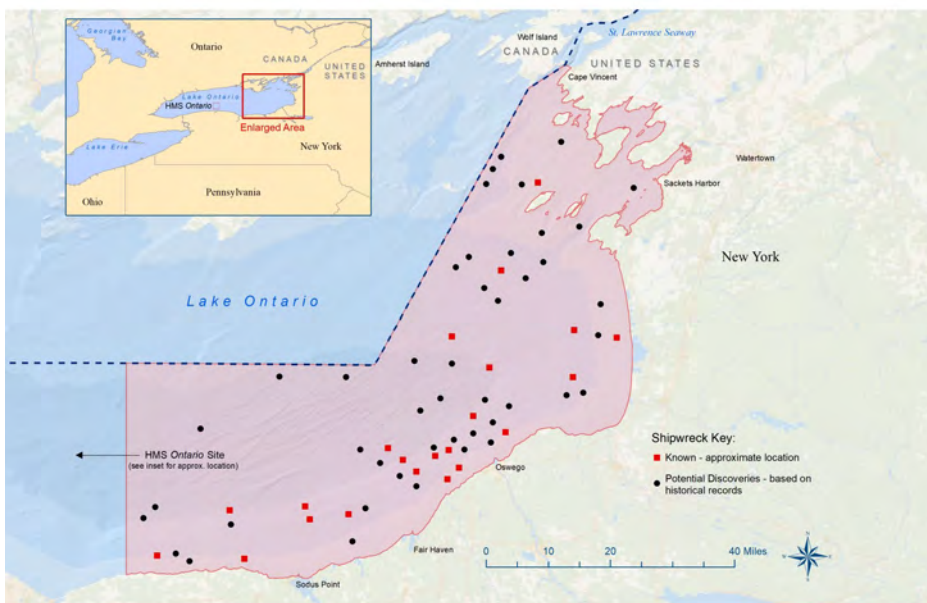 Georgian
Bay
Ontario
CANADA
UNITED
STATES
Lake Ontario
HMS Ontario
Enlarged Area
Lake Erie
New York
Pennsylvania
Ohio
Wolf Island
CANADA
St. Lawrence Seaway
UNITED STATES
Amherst Island
Cape Vincent
Watertown
Sackets Harbor
New York
Lake Ontario
HMS Ontario Site
(see inset for approx. location)
Shipwreck Key:
Known - approximate location
Potential Discoveries - based on
historical records
Oswego
Fair Haven
Sodus Point
0 5 10 20 40 Miles
N